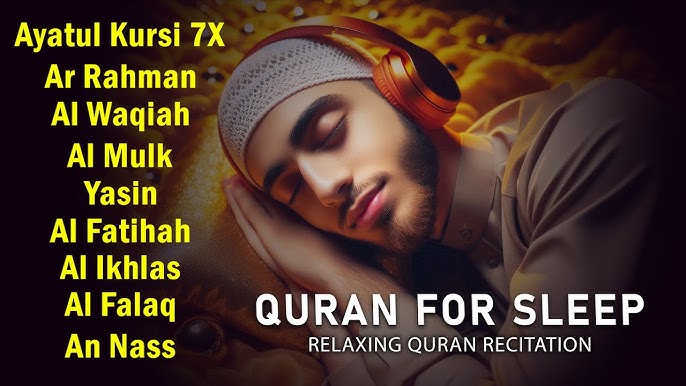 Ayatul Kursi 7X
Ar Rahman
Al Waqiah
Al Mulk
Yasin
Al Fatihah
Al Ikhlas
Al Falaq
An Nass
QURAN FOR SLEEP
RELAXING QURAN RECITATION